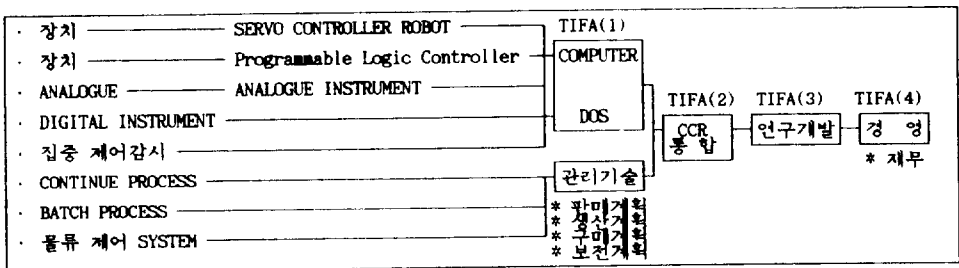 · 장치 SERVO CONTROLLER ROBOT TIFA(1)
· 장치 Programmable Logic Controller COMPUTER
· ANALOGUE ANALOGUE INSTRUMENT TIFA(2) TIFA(3) TIFA(4)
· DIGITAL INSTRUMENT DOS CCR 통합 연구개발 경 영
· 집중 제어감시 * 재무
· CONTINUE PROCESS 관리기술
· BATCH PROCESS * 판매계획
* 생산계획
· 물류 제어 SYSTEM * 구매계획
* 보전계획